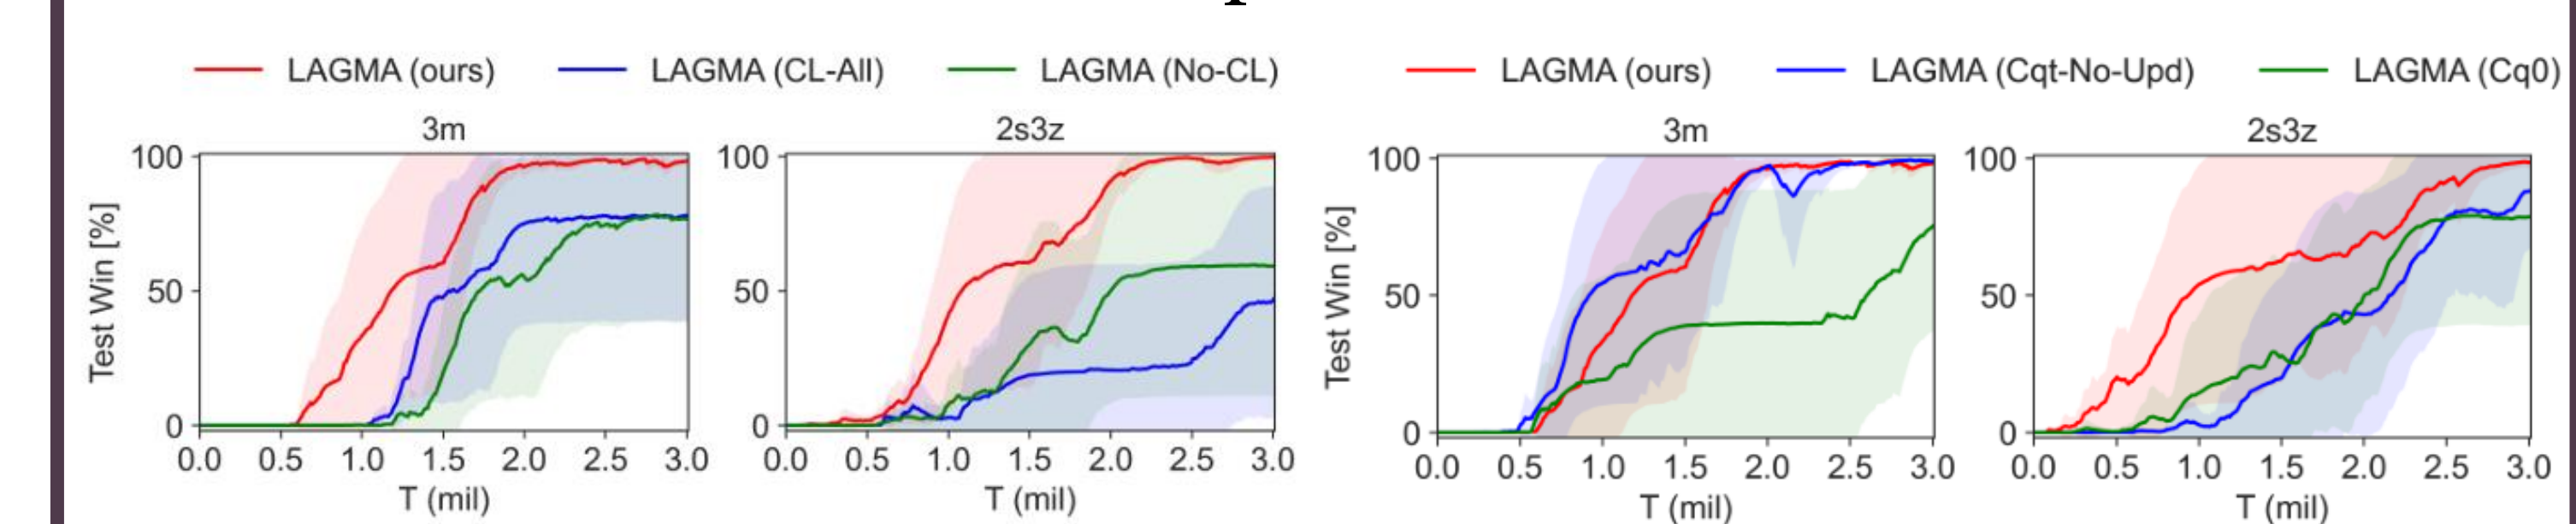 LAGMA (ours) LAGMA (CL-All) LAGMA (No-CL)
3m
100
50
0
Test Win [%]
0.0 0.5 1.0 1.5 2.0 2.5 3.0
T (mil)
2s3z
100
50
0
0.0 0.5 1.0 1.5 2.0 2.5 3.0
T (mil)
LAGMA (ours) LAGMA (Cqt-No-Upd) LAGMA (Cq0)
3m
100
50
0
Test Win [%]
0.0 0.5 1.0 1.5 2.0 2.5 3.0
T (mil)
2s3z
100
50
0
0.0 0.5 1.0 1.5 2.0 2.5 3.0
T (mil)